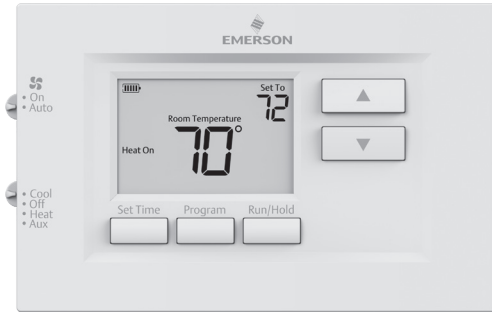 EMERSON
On
Auto
Set To
72
Room Temperature
70°
Heat On
Cool
Off
Heat
Aux
Set Time Program Run/Hold